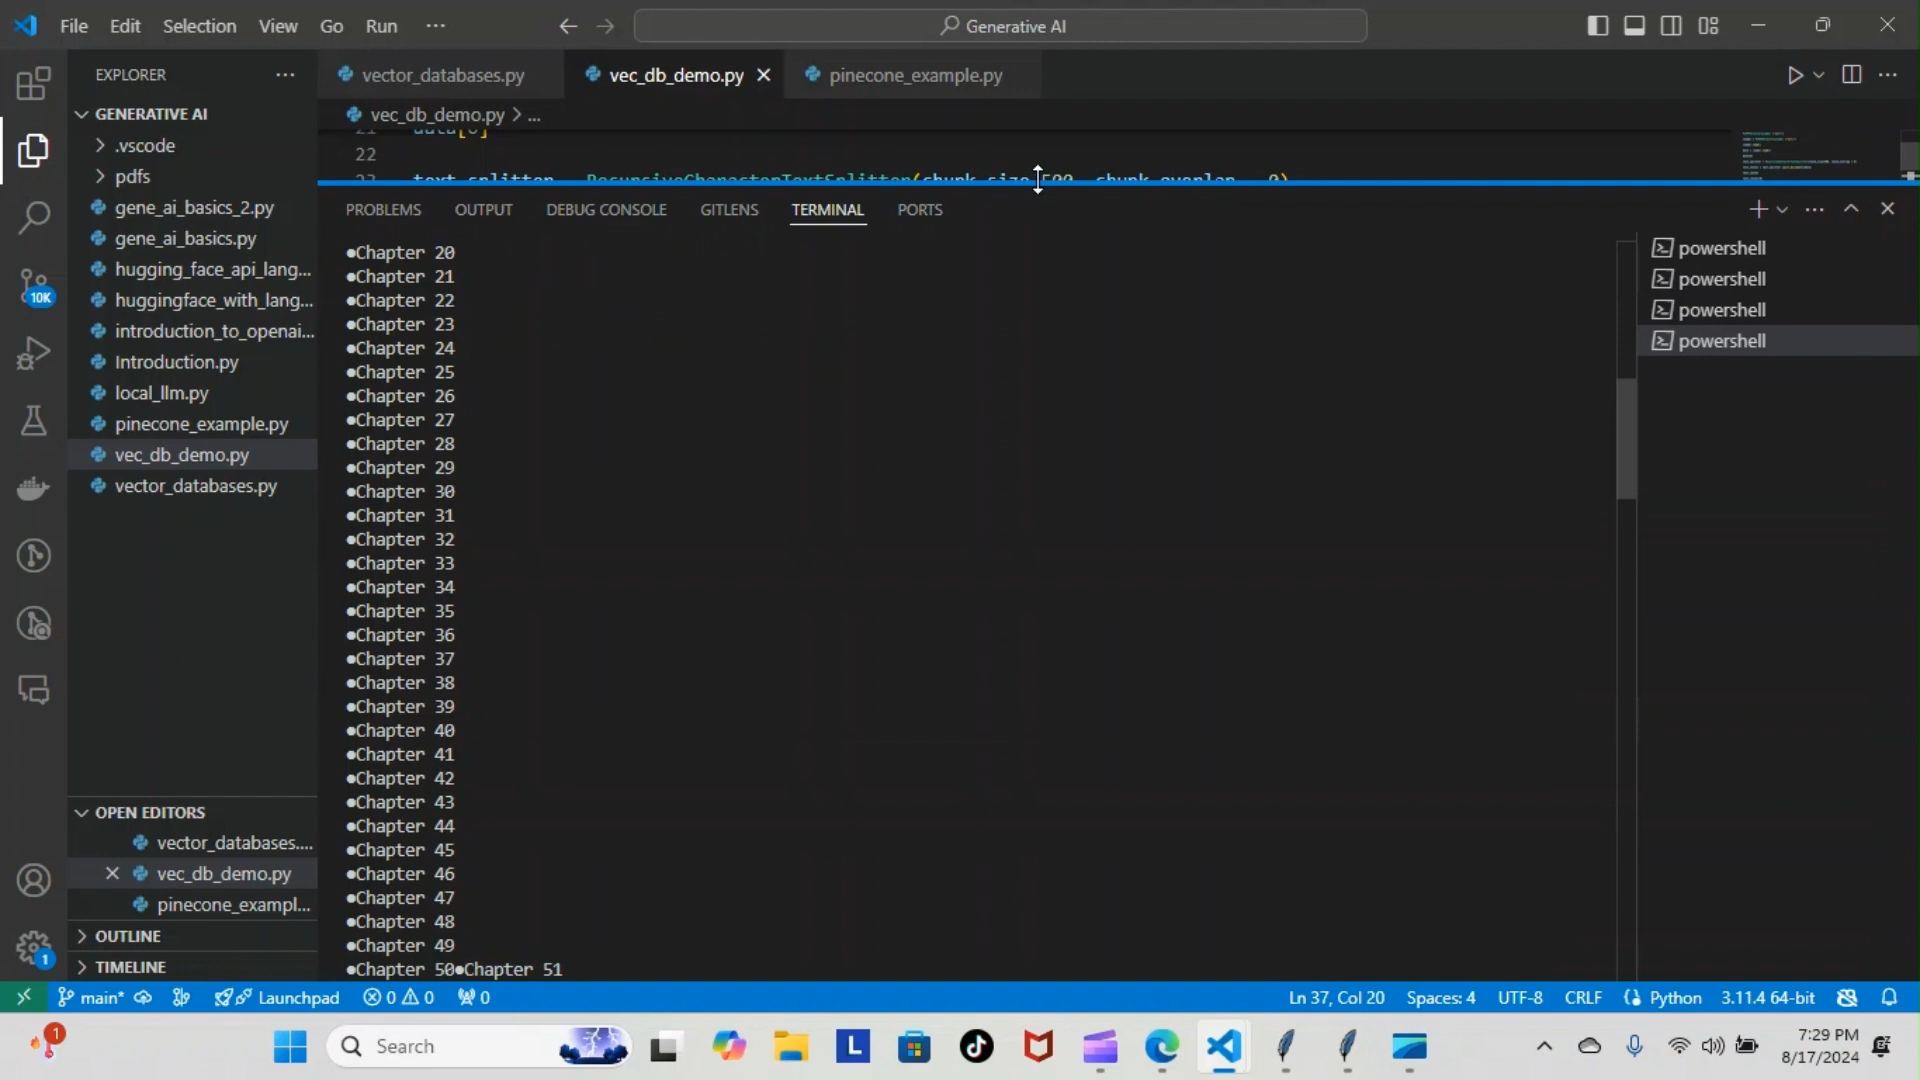 File Edit Selection View Go Run ···
Generative AI
EXPLORER ···
GENERATIVE AI
.vscode
pdfs
gene_ai_basics_2.py
gene_ai_basics.py
hugging_face_api_lang...
huggingface_with_lang...
introduction_to_openai...
Introduction.py
local_llm.py
pinecone_example.py
vec_db_demo.py
vector_databases.py
10K
OPEN EDITORS
vector_databases....
vec_db_demo.py
pinecone_exampl...
OUTLINE
TIMELINE
1
vector_databases.py vec_db_demo.py pinecone_example.py
vec_db_demo.py > ...
22
PROBLEMS OUTPUT DEBUG CONSOLE GITLENS TERMINAL PORTS
●Chapter 20
●Chapter 21
●Chapter 22
●Chapter 23
●Chapter 24
●Chapter 25
●Chapter 26
●Chapter 27
●Chapter 28
●Chapter 29
●Chapter 30
●Chapter 31
●Chapter 32
●Chapter 33
●Chapter 34
●Chapter 35
●Chapter 36
●Chapter 37
●Chapter 38
●Chapter 39
●Chapter 40
●Chapter 41
●Chapter 42
●Chapter 43
●Chapter 44
●Chapter 45
●Chapter 46
●Chapter 47
●Chapter 48
●Chapter 49
●Chapter 50●Chapter 51
powershell
powershell
powershell
powershell
main* Launchpad 0 0 0 Ln 37, Col 20 Spaces: 4 UTF-8 CRLF Python 3.11.4 64-bit
1
Search
L
7:29 PM
8/17/2024